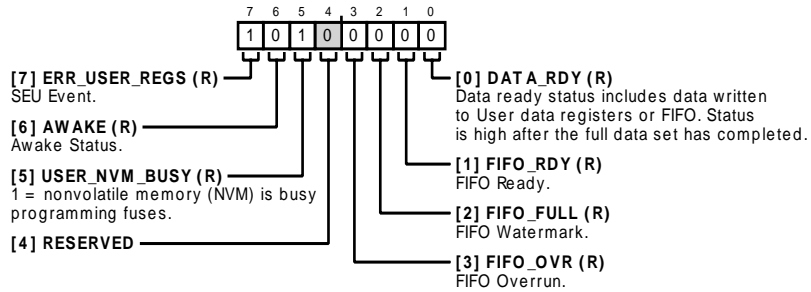 7 6 5 4 3 2 1 0
1 0 1 0 0 0 0 0
[7] ERR_USER_REGS (R)
SEU Event.
[6] AWAKE (R)
Awake Status.
[5] USER_NVM_BUSY (R)
1 = nonvolatile memory (NVM) is busy
programming fuses.
[4] RESERVED
[0] DATA_RDY (R)
Data ready status includes data written
to User data registers or FIFO. Status
is high after the full data set has completed.
[1] FIFO_RDY (R)
FIFO Ready.
[2] FIFO_FULL (R)
FIFO Watermark.
[3] FIFO_OVR (R)
FIFO Overrun.